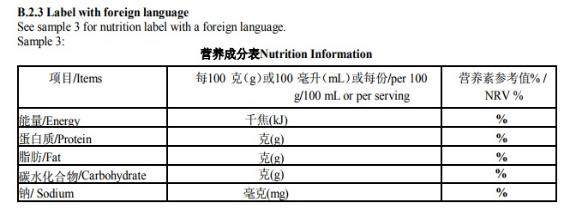 B.2.3 Label with foreign language
See sample 3 for nutrition label with a foreign language.
Sample 3:
营养成分表Nutrition Information
项目/Items 每100 克(g)或100 毫升(mL)或每份/per 100 g/100 mL or per serving 营养素参考值% / NRV %
能量/Energy 千焦(kJ) %
蛋白质/Protein 克(g) %
脂肪/Fat 克(g) %
碳水化合物/Carbohydrate 克(g) %
钠/ Sodium 毫克(mg) %